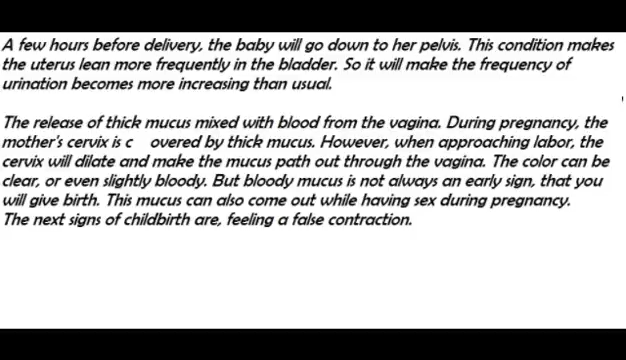 A few hours before delivery, the baby will go down to her pelvis. This condition makes
the uterus lean more frequently in the bladder. So it will make the frequency of
urination becomes more increasing than usual.
The release of thick mucus mixed with blood from the vagina. During pregnancy, the
mother's cervix is c overed by thick mucus. However, when approaching labor, the
cervix will dilate and make the mucus path out through the vagina. The color can be
clear, or even slightly bloody. But bloody mucus is not always an early sign, that you
will give birth. This mucus can also come out while having sex during pregnancy.
The next signs of childbirth are, feeling a false contraction.